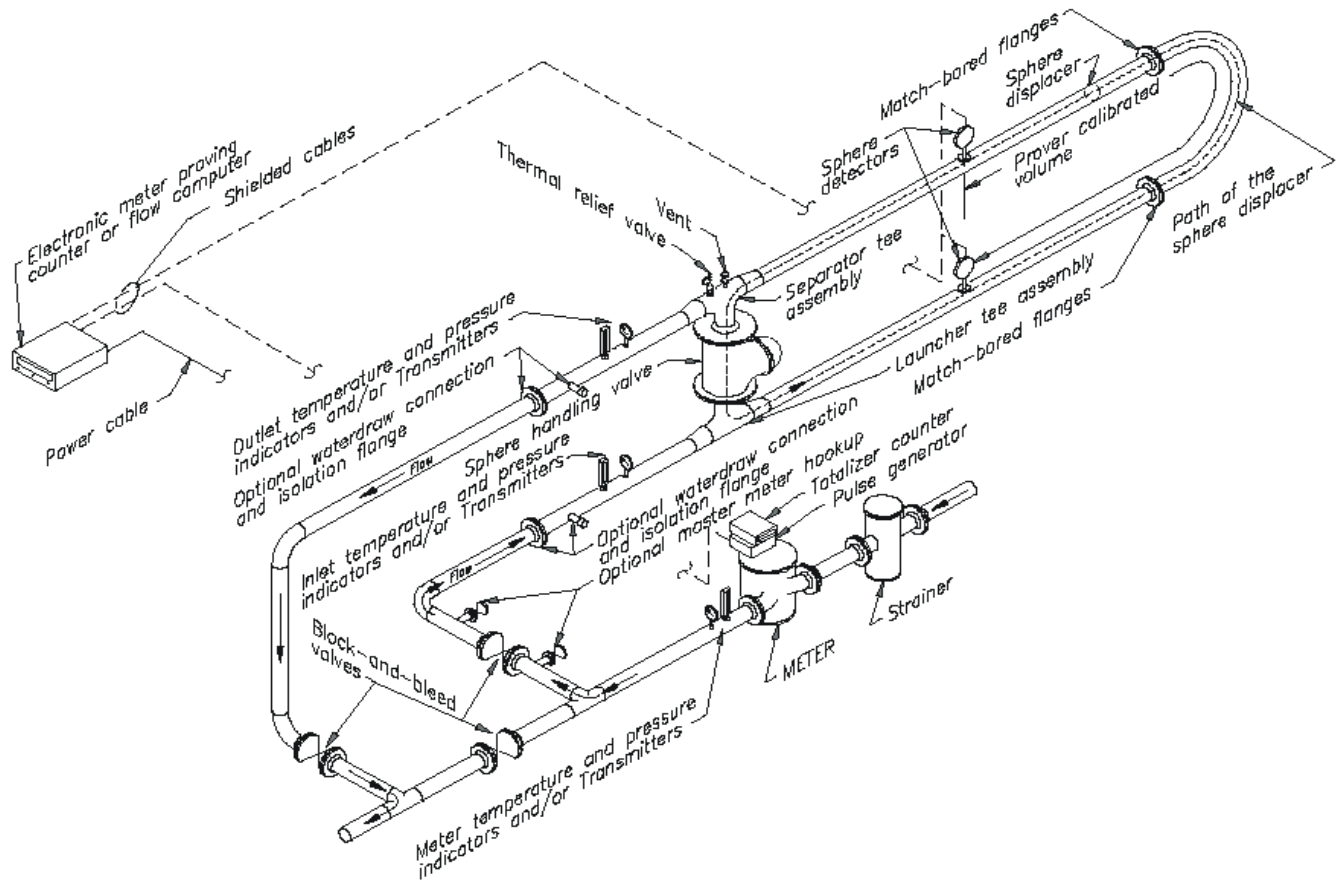 Match-bored flanges
Sphere
displacer
Sphere
detectors
Prover calibrated
volume
Path of the
sphere displacer
Electronic meter proving
counter or flow computer
Shielded cables
Thermal relief valve
Vent
Separator tee
assembly
Launcher tee assembly
Match-bored flanges
Power cable
Outlet temperature and pressure
indicators and/or Transmitters
Optional waterdraw connection
and isolation flange
Sphere handling valve
Flow
Inlet temperature and pressure
indicators and/or Transmitters
Flow
Optional waterdraw connection
and isolation flange
Optional master meter hookup
Totalizer counter
Pulse generator
Strainer
METER
Block-and-bleed
valves
Meter temperature and pressure
indicators and/or Transmitters